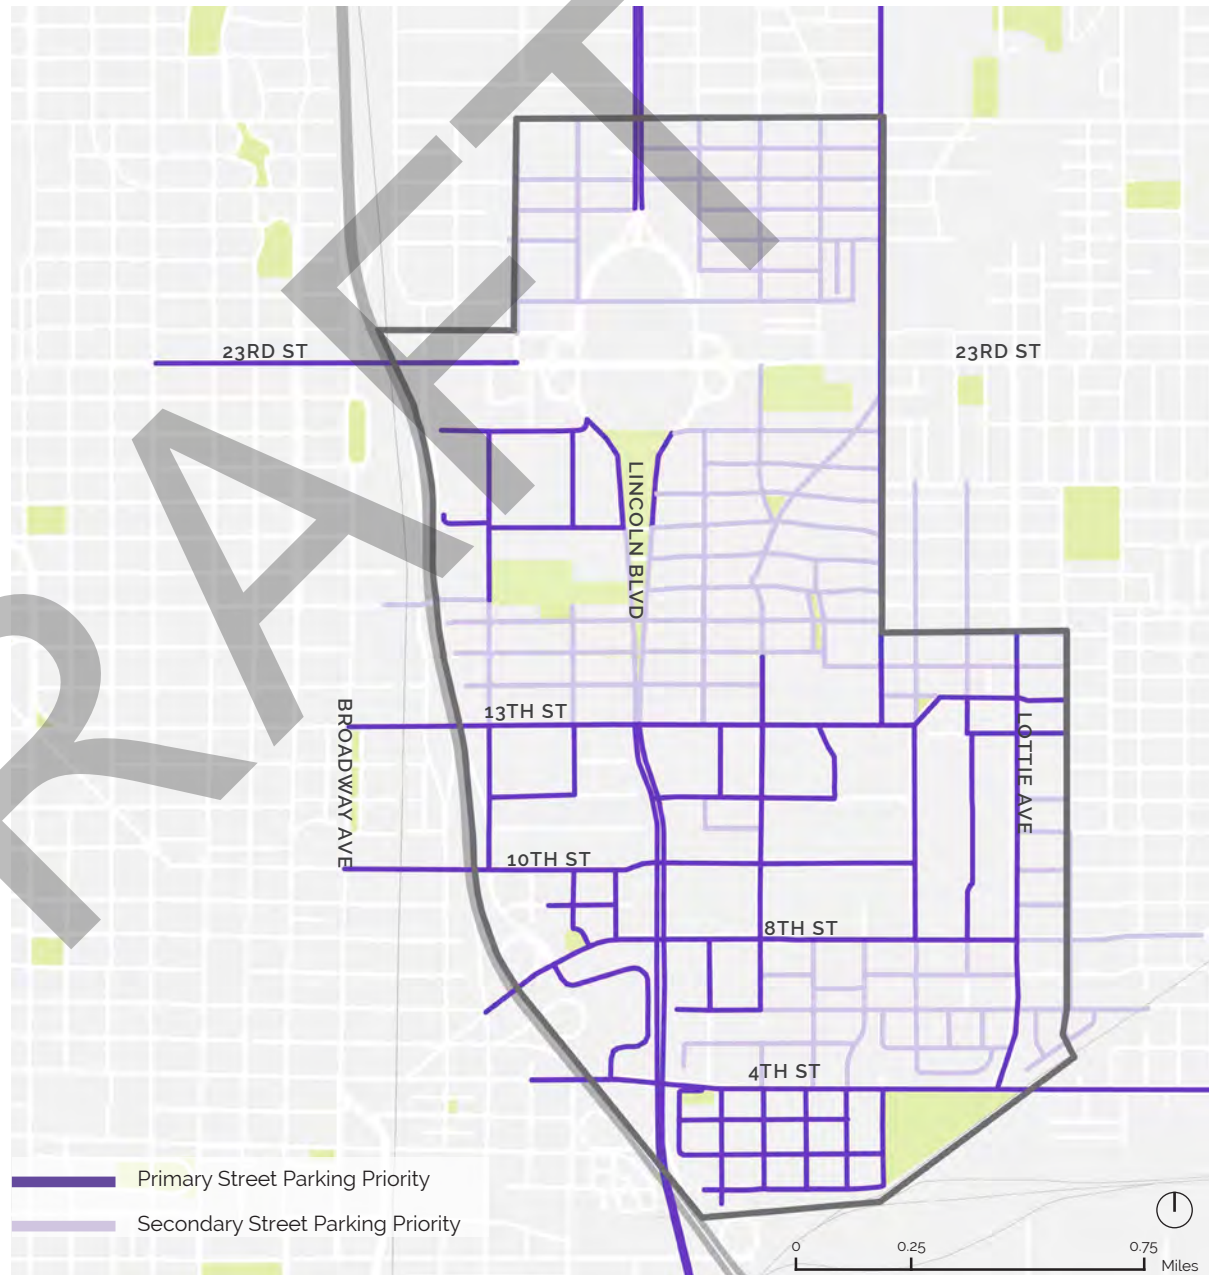 RAFT
23RD ST
23RD ST
LINCOLN BLVD
13TH ST
BROADWAY AVE
LOTTIE AVE
10TH ST
8TH ST
4TH ST
Primary Street Parking Priority
Secondary Street Parking Priority
0 0.25 0.75
Miles